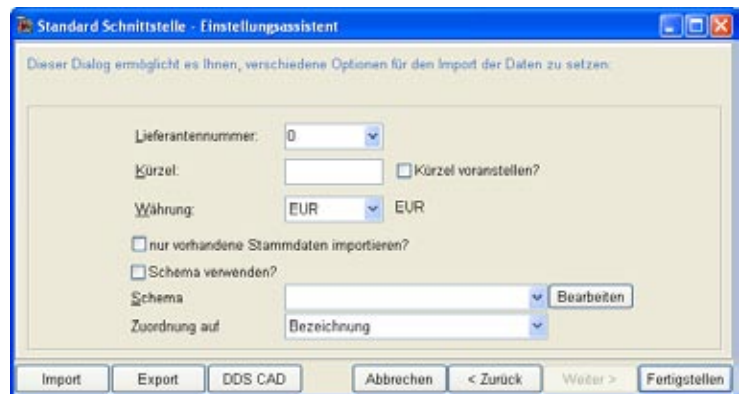 Standard Schnittstelle - Einstellungsassistent
Dieser Dialog ermöglicht es Ihnen, verschiedene Optionen für den Import der Daten zu setzen:
Lieferantennummer: 0
Kürzel: Kürzel voranstellen?
Währung: EUR EUR
nur vorhandene Stammdaten importieren?
Schema verwenden?
Schema Bearbeiten
Zuordnung auf Bezeichnung
Import Export DDS CAD Abbrechen < Zurück Weiter > Fertigstellen